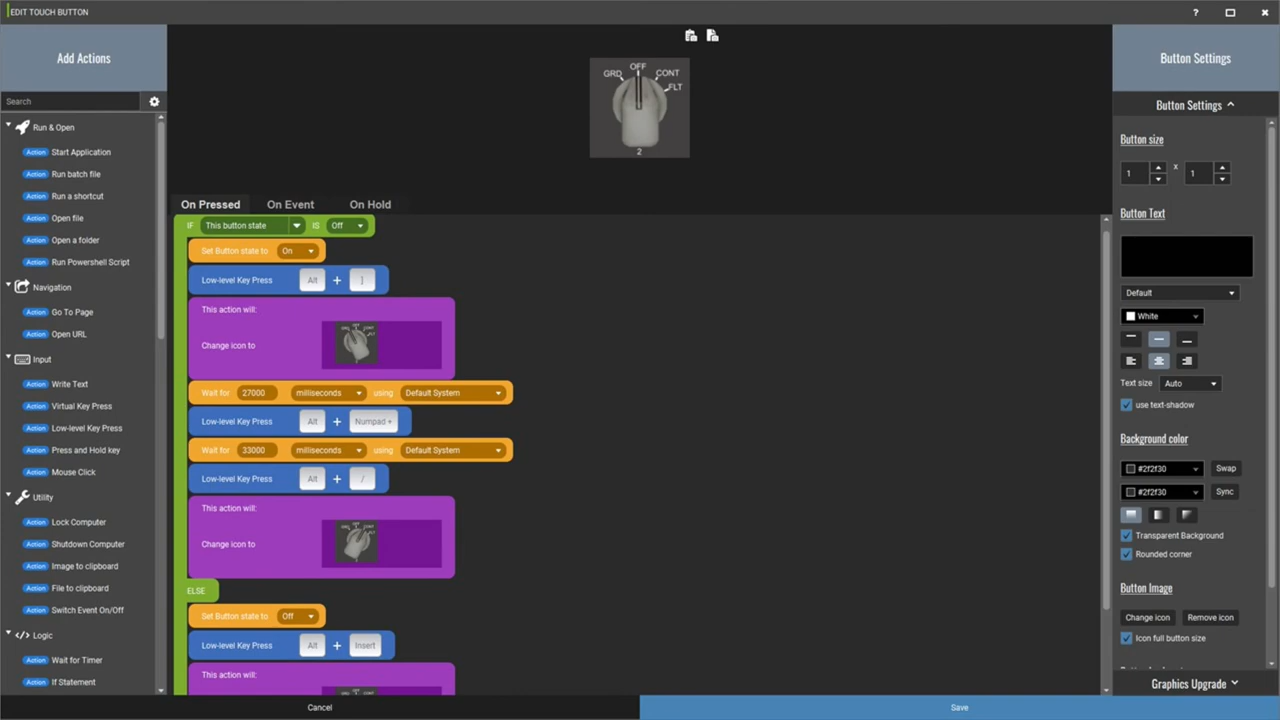 EDIT TOUCH BUTTON
?
Add Actions
Search
Run & Open
Action Start Application
Action Run batch file
Action Run a shortcut
Action Open file
Action Open a folder
Action Run Powershell Script
Navigation
Action Go To Page
Action Open URL
Input
Action Write Text
Action Virtual Key Press
Action Low-level Key Press
Action Press and Hold key
Action Mouse Click
Utility
Action Lock Computer
Action Shutdown Computer
Action Image to clipboard
Action File to clipboard
Action Switch Event On/Off
Logic
Action Wait for Timer
Action If Statement
GRD OFF CONT
FLT
2
On Pressed On Event On Hold
IF This button state IS Off
Set Button state to On
Low-level Key Press Alt + ]
This action will:
Change icon to
Wait for 27000 milliseconds using Default System
Low-level Key Press Alt + Numpad +
Wait for 33000 milliseconds using Default System
Low-level Key Press Alt + /
This action will:
Change icon to
ELSE
Set Button state to Off
Low-level Key Press Alt + Insert
This action will:
Cancel
Save
Button Settings
Button Settings
Button size
1 x 1
Button Text
Default
White
Text size Auto
use text-shadow
Background color
#2f2f30 Swap
#2f2f30 Sync
Transparent Background
Rounded corner
Button Image
Change icon Remove icon
Icon full button size
Graphics Upgrade